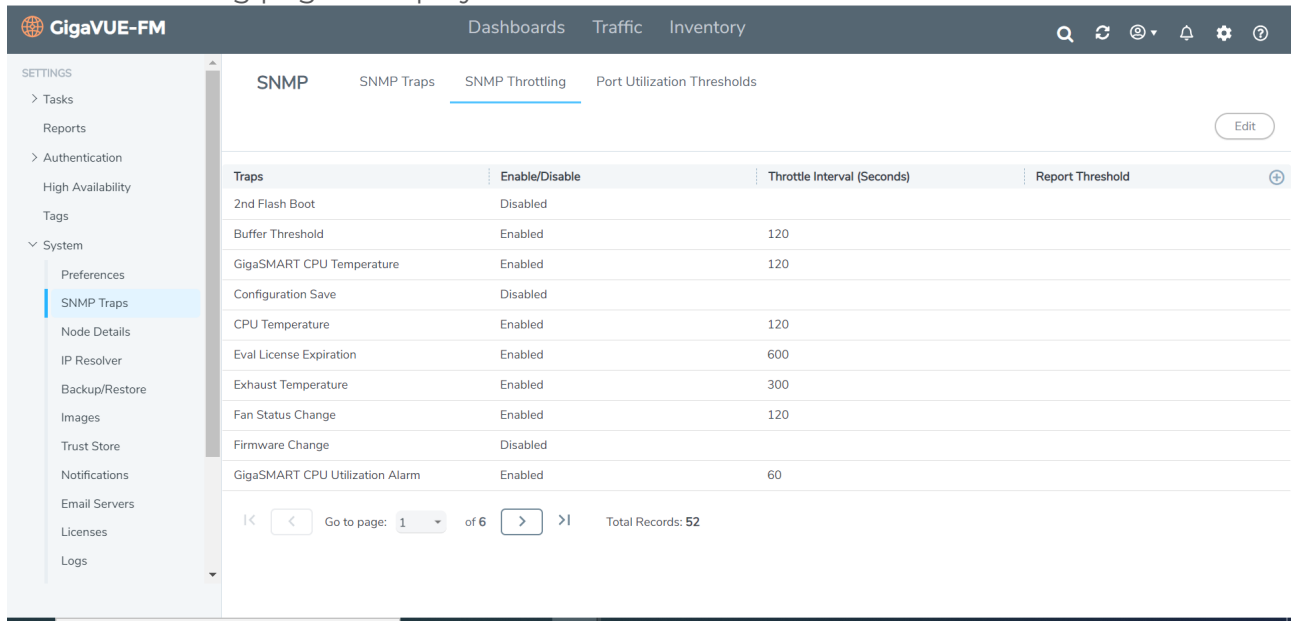 GigaVUE-FM
Dashboards Traffic Inventory
SETTINGS
Tasks
Reports
Authentication
High Availability
Tags
System
Preferences
SNMP Traps
Node Details
IP Resolver
Backup/Restore
Images
Trust Store
Notifications
Email Servers
Licenses
Logs
SNMP SNMP Traps SNMP Throttling Port Utilization Thresholds
Edit
Traps Enable/Disable Throttle Interval (Seconds) Report Threshold
2nd Flash Boot Disabled
Buffer Threshold Enabled 120
GigaSMART CPU Temperature Enabled 120
Configuration Save Disabled
CPU Temperature Enabled 120
Eval License Expiration Enabled 600
Exhaust Temperature Enabled 300
Fan Status Change Enabled 120
Firmware Change Disabled
GigaSMART CPU Utilization Alarm Enabled 60
Go to page: 1 of 6 Total Records: 52